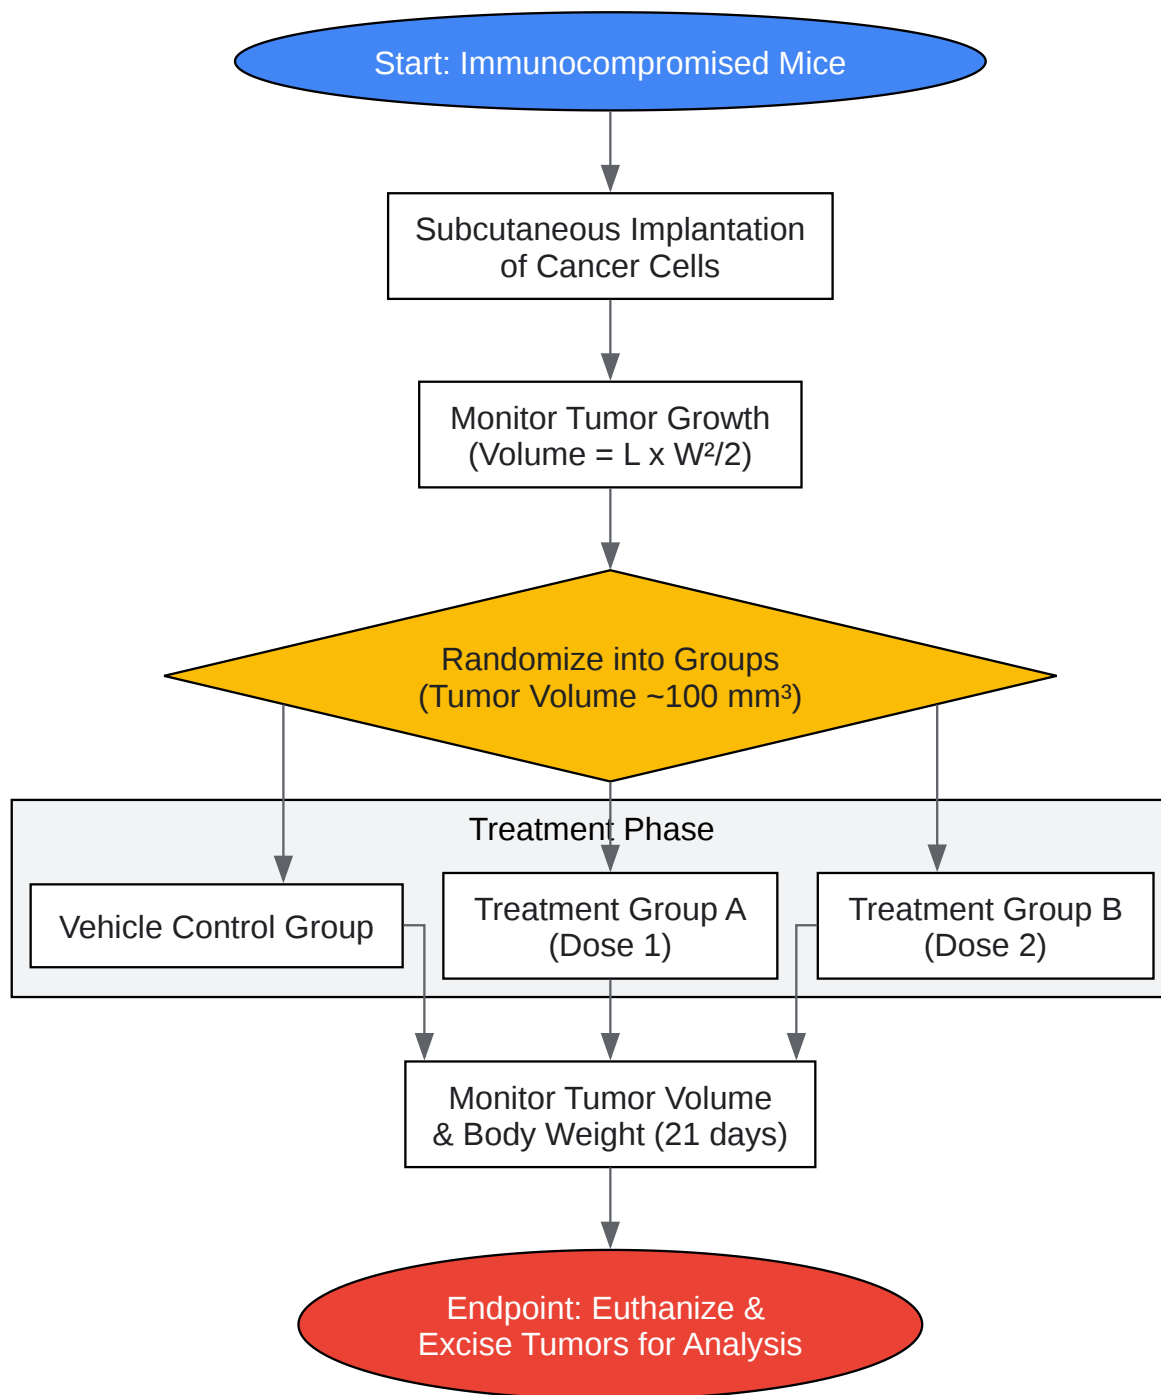 Start: Immunocompromised Mice
Subcutaneous Implantation
of Cancer Cells
Monitor Tumor Growth
(Volume = L x W²/2)
Randomize into Groups
(Tumor Volume ~100 mm³)
Treatment Phase
Vehicle Control Group
Treatment Group A
(Dose 1)
Treatment Group B
(Dose 2)
Monitor Tumor Volume
& Body Weight (21 days)
Endpoint: Euthanize &
Excise Tumors for Analysis